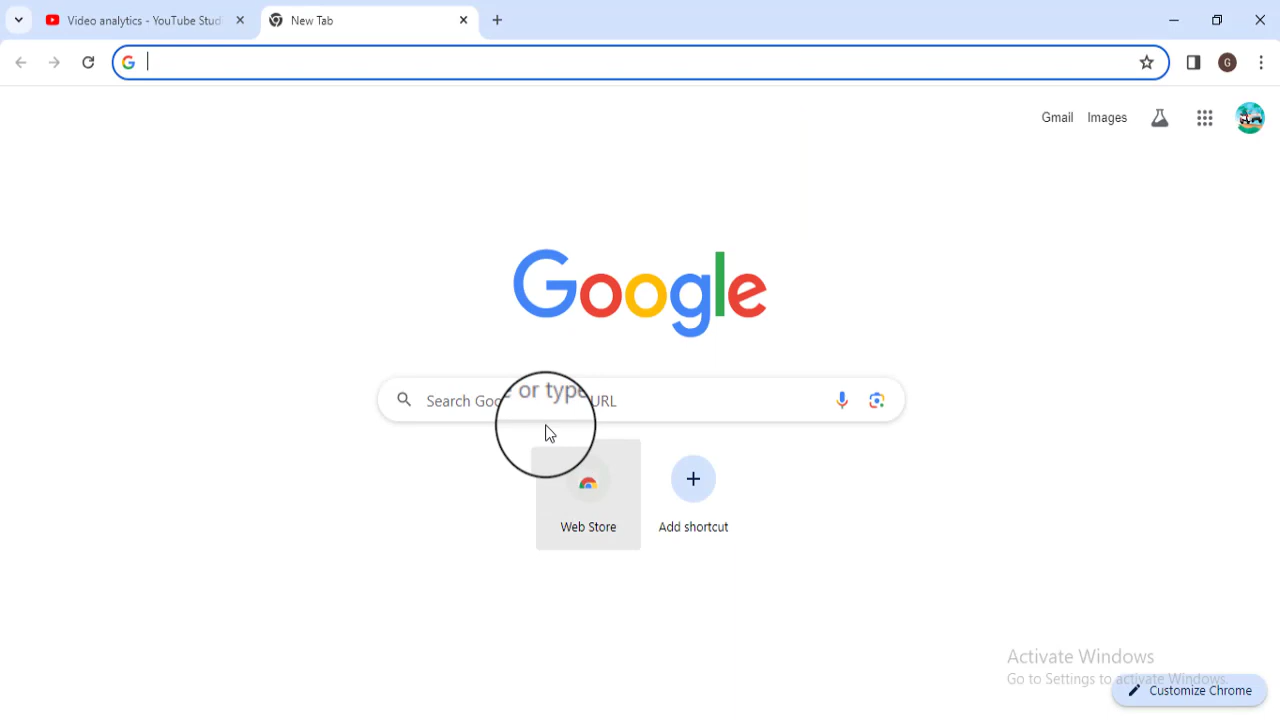 Video analytics - YouTube Stud
New Tab
G
Gmail Images
Google
Search Goo e or type URL
Web Store
Add shortcut
Activate Windows
Go to Settings to activate Windows.
Customize Chrome